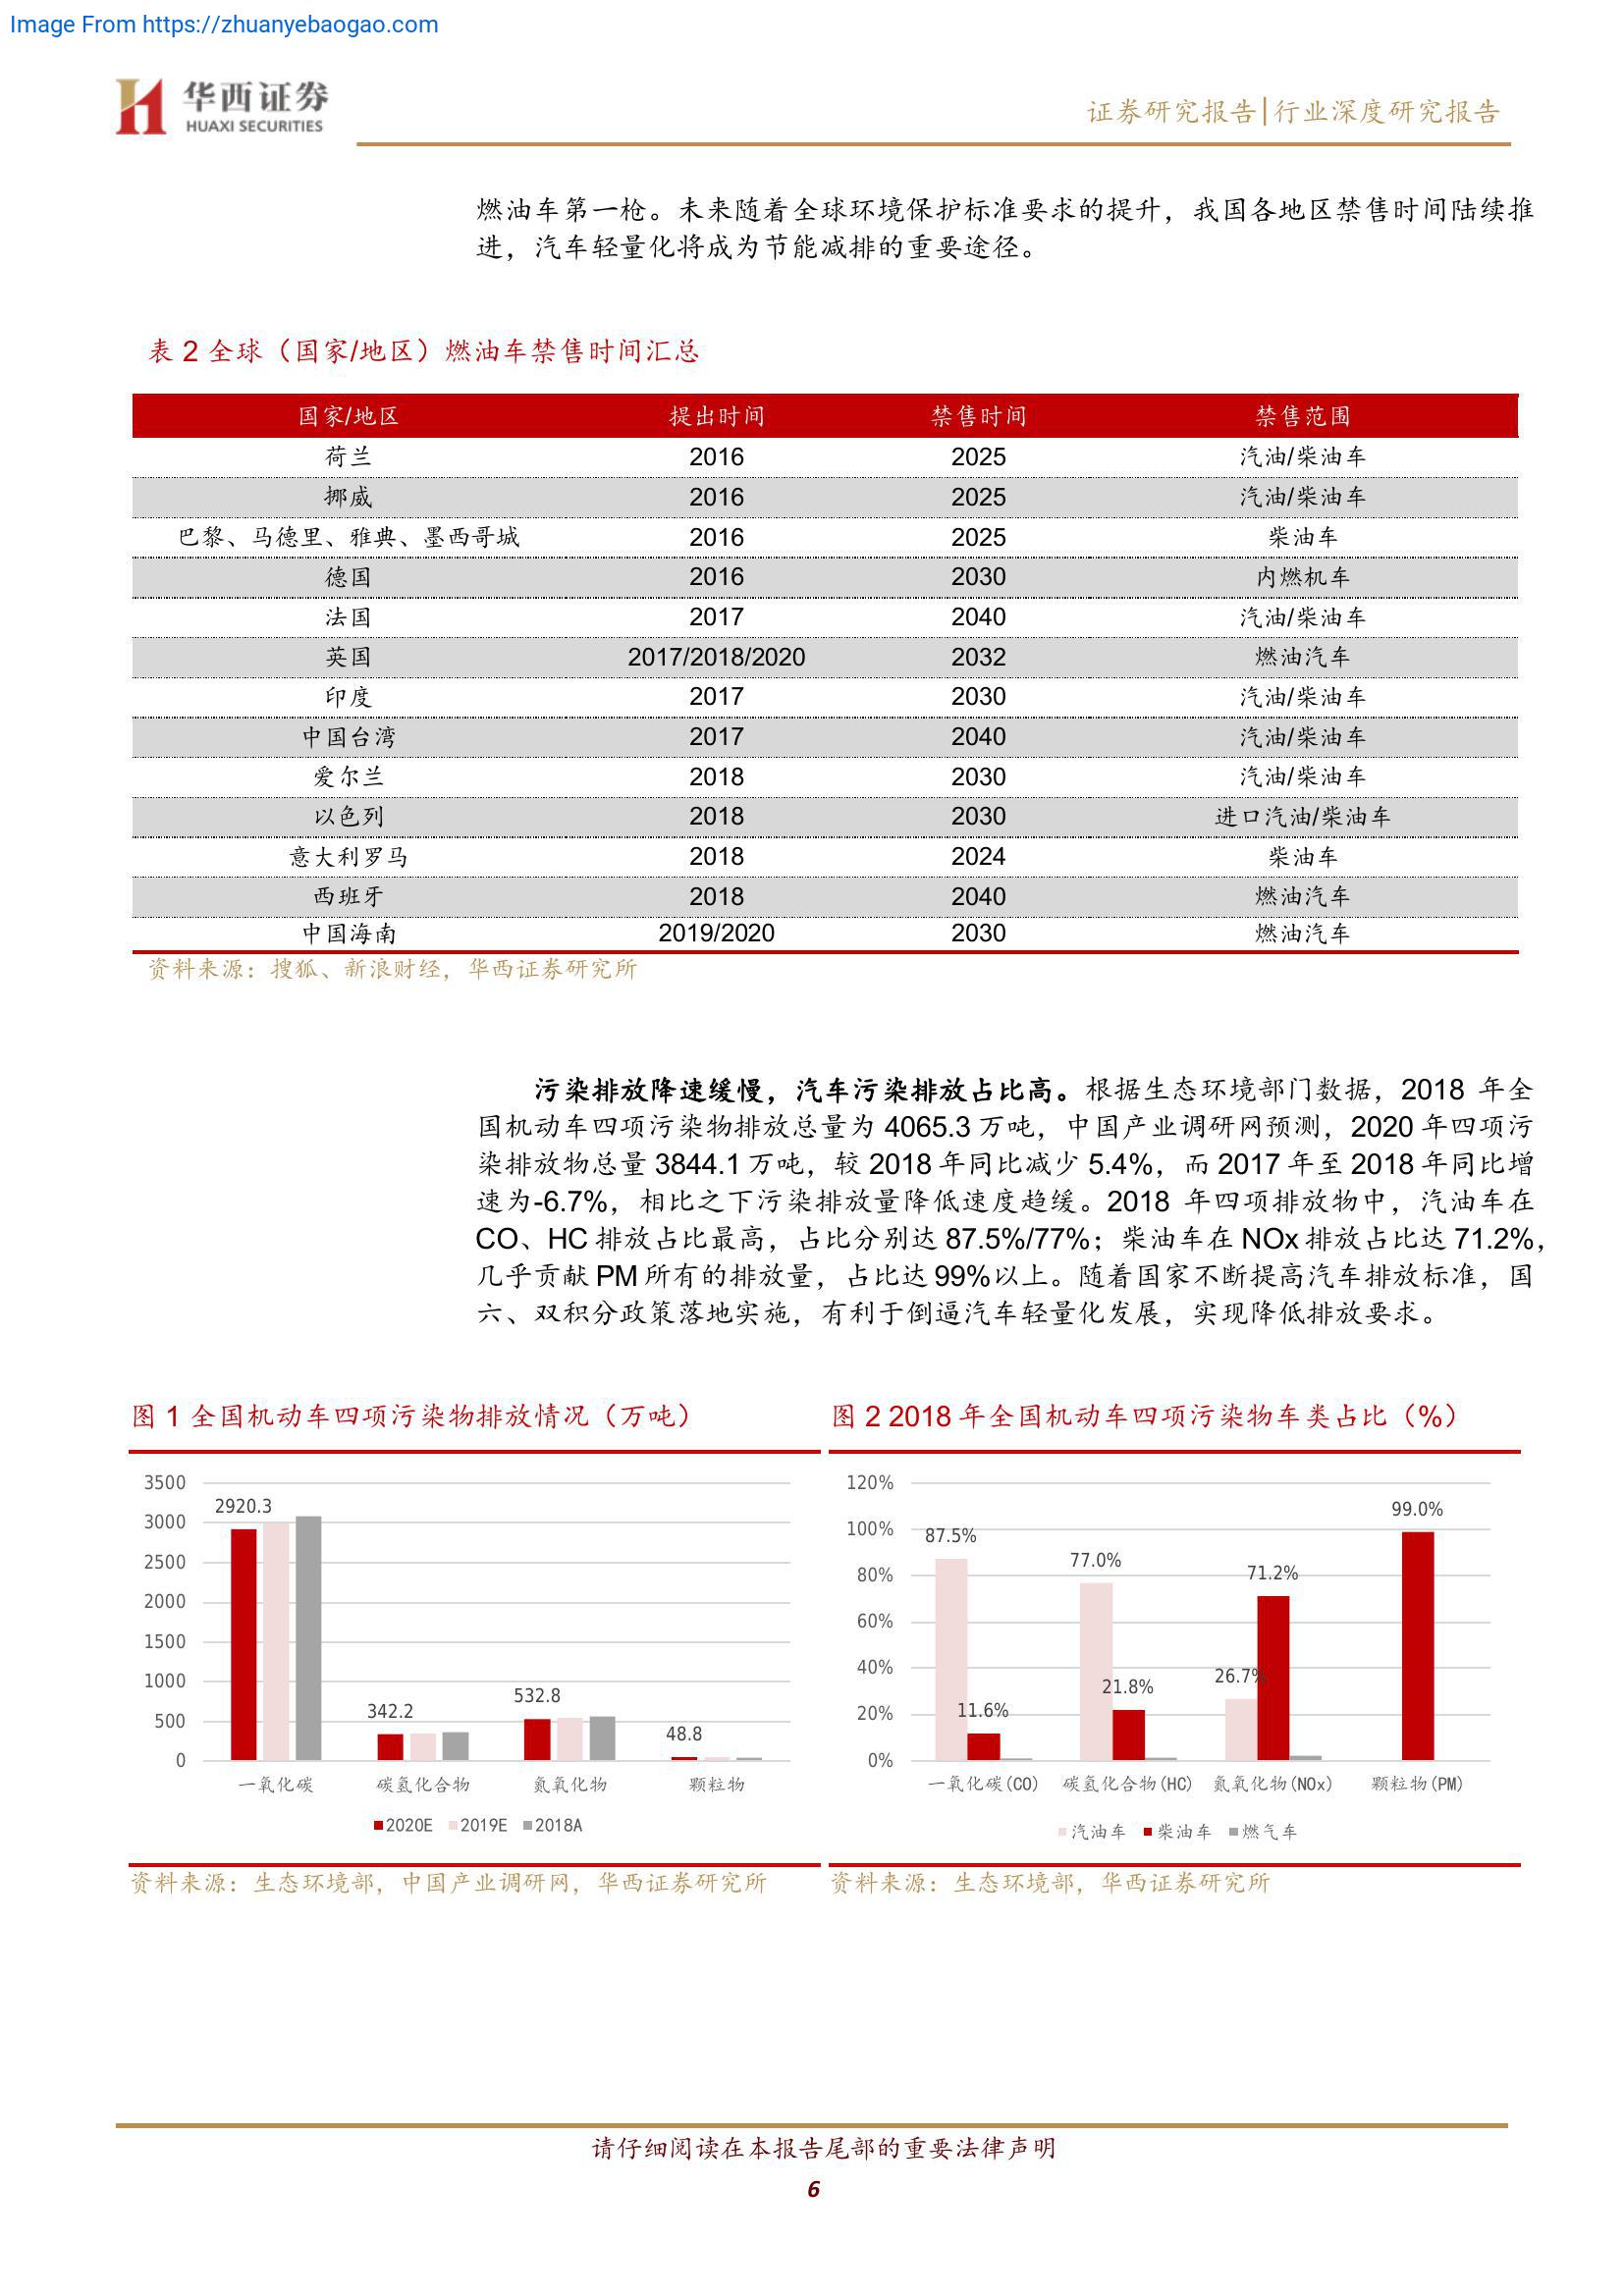 Image From https://zhuanyebaogao.com
华西证券
HUAXI SECURITIES
证券研究报告|行业深度研究报告
燃油车第一枪。未来随着全球环境保护标准要求的提升，我国各地区禁售时间陆续推
进，汽车轻量化将成为节能减排的重要途径。
表 2 全球（国家/地区）燃油车禁售时间汇总
国家/地区 提出时间 禁售时间 禁售范围
荷兰 2016 2025 汽油/柴油车
挪威 2016 2025 汽油/柴油车
巴黎、马德里、雅典、墨西哥城 2016 2025 柴油车
德国 2016 2030 内燃机车
法国 2017 2040 汽油/柴油车
英国 2017/2018/2020 2032 燃油汽车
印度 2017 2030 汽油/柴油车
中国台湾 2017 2040 汽油/柴油车
爱尔兰 2018 2030 汽油/柴油车
以色列 2018 2030 进口汽油/柴油车
意大利罗马 2018 2024 柴油车
西班牙 2018 2040 燃油汽车
中国海南 2019/2020 2030 燃油汽车
资料来源：搜狐、新浪财经，华西证券研究所
污染排放降速缓慢，汽车污染排放占比高。根据生态环境部门数据，2018 年全
国机动车四项污染物排放总量为 4065.3 万吨，中国产业调研网预测，2020 年四项污
染排放物总量 3844.1 万吨，较 2018 年同比减少 5.4%，而 2017 年至 2018 年同比增
速为-6.7%，相比之下污染排放量降低速度趋缓。2018 年四项排放物中，汽油车在
CO、HC 排放占比最高，占比分别达 87.5%/77%；柴油车在 NOx 排放占比达 71.2%，
几乎贡献 PM 所有的排放量，占比达 99%以上。随着国家不断提高汽车排放标准，国
六、双积分政策落地实施，有利于倒逼汽车轻量化发展，实现降低排放要求。
图 1 全国机动车四项污染物排放情况（万吨）
3500
3000
2500
2000
1500
1000
500
0
2920.3
342.2
532.8
48.8
一氧化碳 碳氢化合物 氮氧化物 颗粒物
2020E 2019E 2018A
资料来源：生态环境部，中国产业调研网，华西证券研究所
图 2 2018 年全国机动车四项污染物车类占比（%）
120%
100%
80%
60%
40%
20%
0%
87.5%
11.6%
77.0%
21.8%
26.7%
71.2%
99.0%
一氧化碳(CO) 碳氢化合物(HC) 氮氧化物(NOx) 颗粒物(PM)
汽油车 柴油车 燃气车
资料来源：生态环境部，华西证券研究所
请仔细阅读在本报告尾部的重要法律声明
6